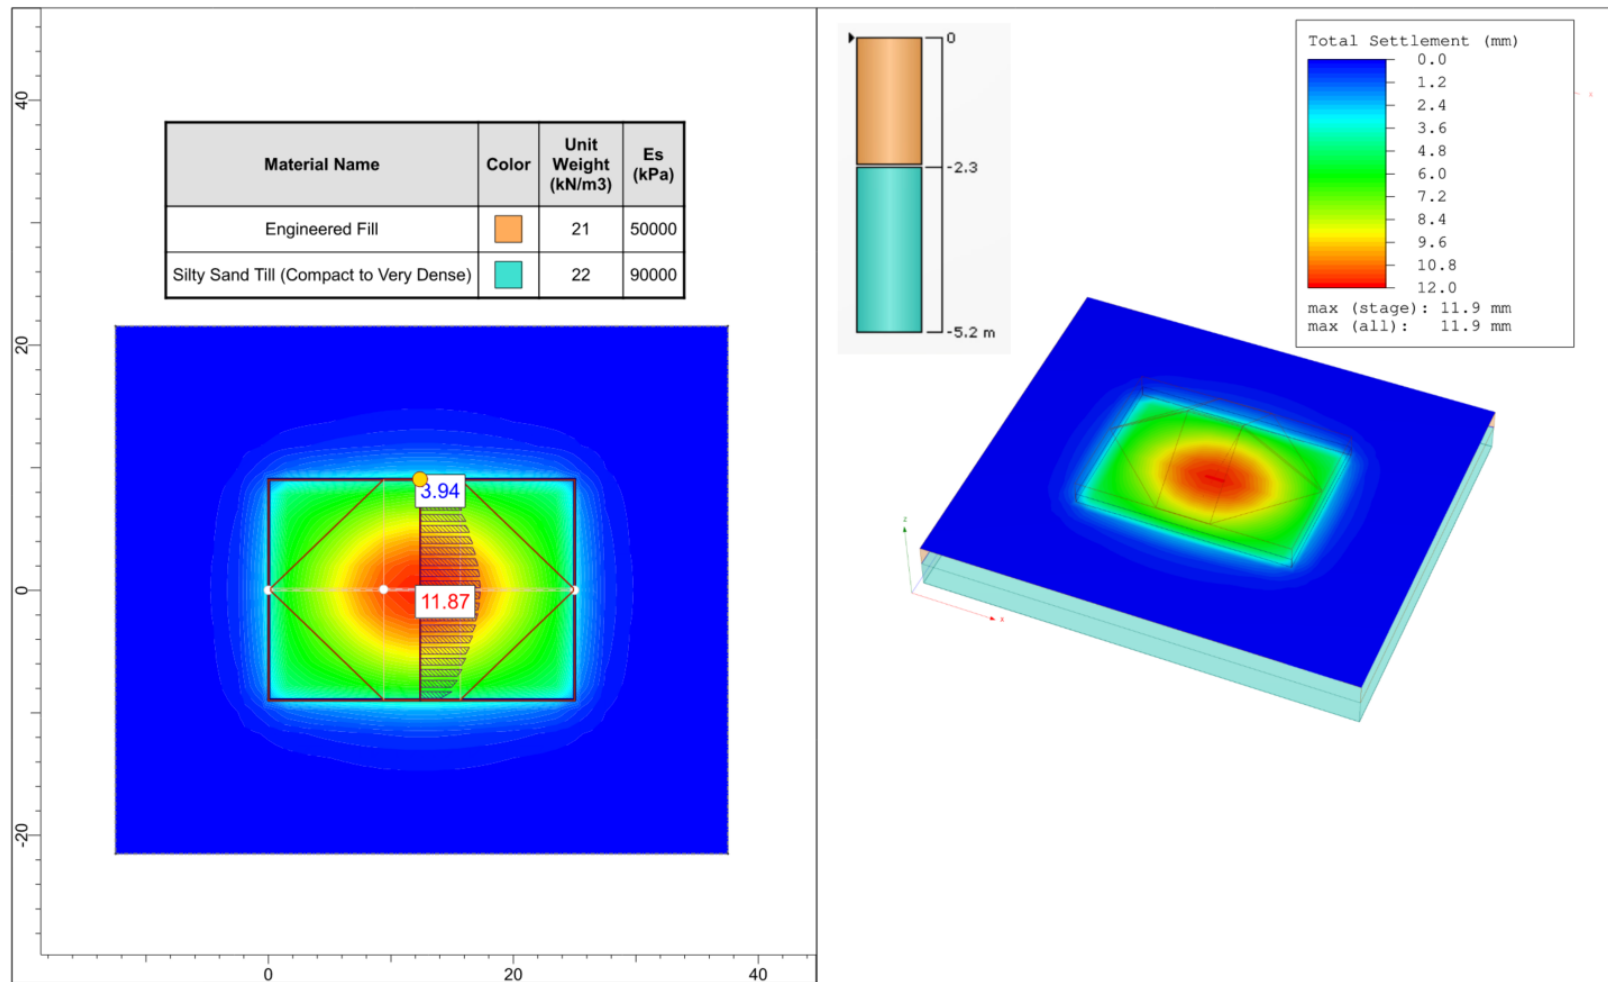 40
20
0
-20
0
20
40
Material Name
Color
Unit
Weight
(kN/m3)
Es
(kPa)
Engineered Fill
21
50000
Silty Sand Till (Compact to Very Dense)
22
90000
3.94
11.87
0
-2.3
-5.2 m
Total Settlement (mm)
0.0
1.2
2.4
3.6
4.8
6.0
7.2
8.4
9.6
10.8
12.0
max (stage): 11.9 mm
max (all): 11.9 mm
x
z
x